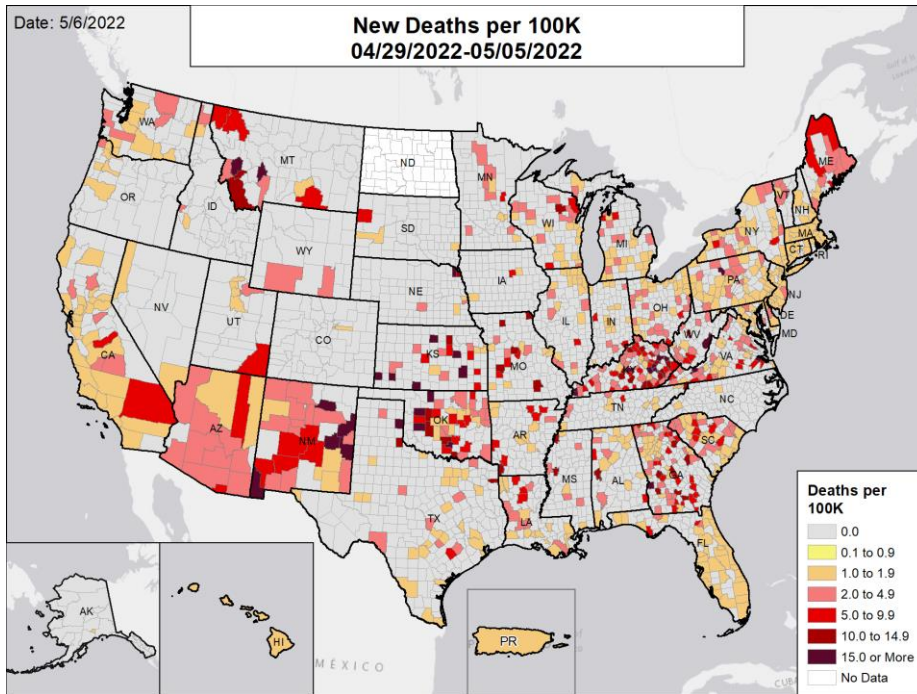 Date: 5/6/2022
New Deaths per 100K
04/29/2022-05/05/2022
WA
MT
ND
MN
ME
OR
ID
SD
WI
MI
VT
NH
NY
MA
CT
RI
WY
NE
IA
PA
NJ
NV
UT
CO
IL
IN
OH
DE
MD
CA
KS
MO
KY
WV
VA
AZ
NM
OK
AR
TN
NC
SC
TX
LA
MS
AL
GA
FL
AK
HI
PR
MÉXICO
Deaths per
100K
0.0
0.1 to 0.9
1.0 to 1.9
2.0 to 4.9
5.0 to 9.9
10.0 to 14.9
15.0 or More
No Data